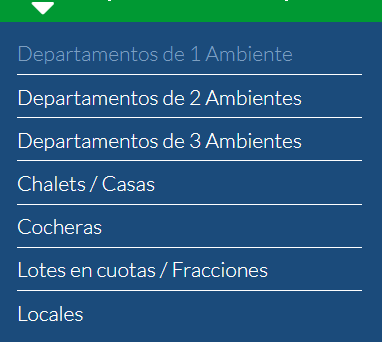 Departamentos de 1 Ambiente
Departamentos de 2 Ambientes
Departamentos de 3 Ambientes
Chalets / Casas
Cocheras
Lotes en cuotas / Fracciones
Locales